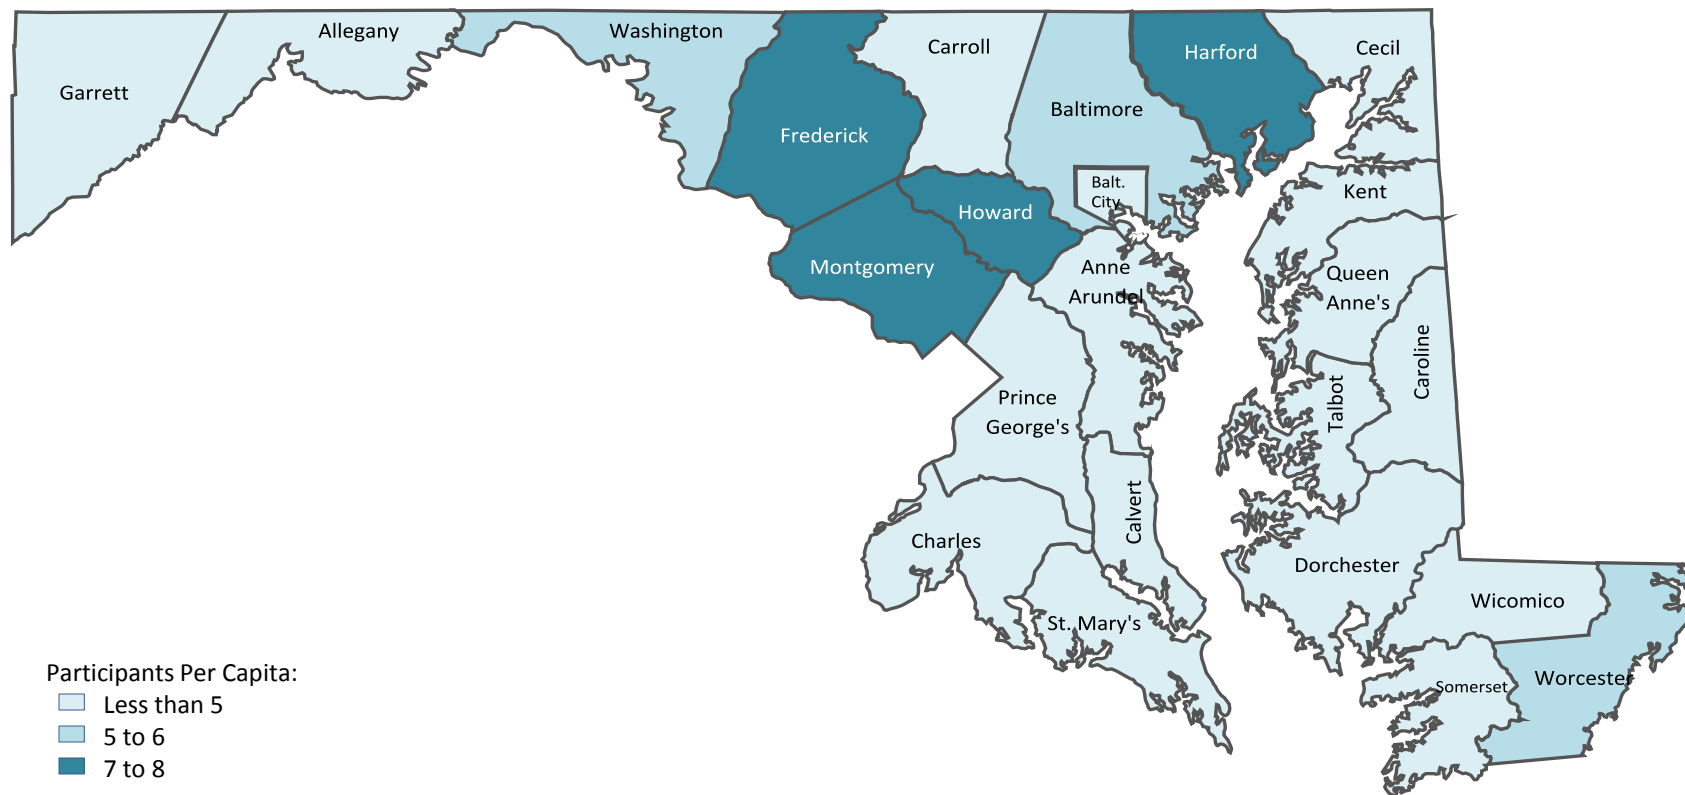 Garrett
Allegany
Washington
Frederick
Carroll
Baltimore
Harford
Cecil
Balt.
City
Kent
Howard
Montgomery
Anne
Arundel
Queen
Anne's
Caroline
Talbot
Prince
George's
Calvert
Charles
St. Mary's
Dorchester
Wicomico
Somerset
Worcester
Participants Per Capita:
Less than 5
5 to 6
7 to 8